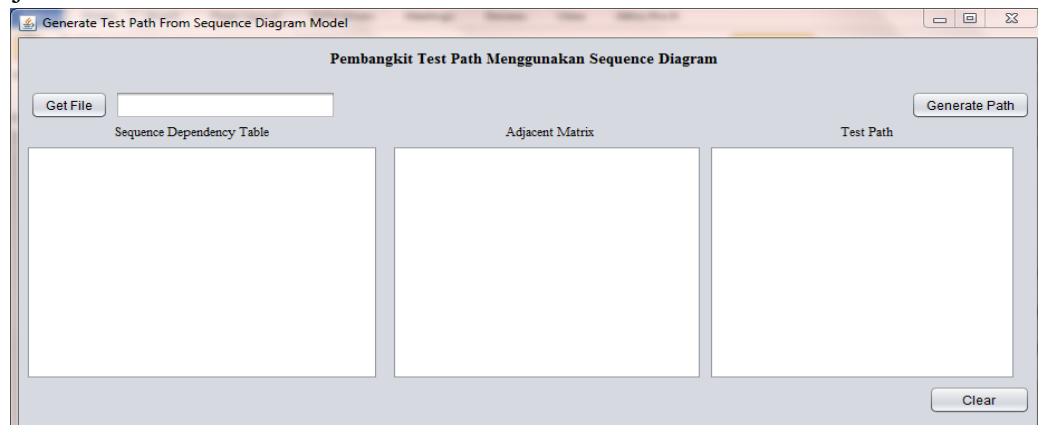 Generate Test Path From Sequence Diagram Model
Pembangkit Test Path Menggunakan Sequence Diagram
Get File
Generate Path
Sequence Dependency Table
Adjacent Matrix
Test Path
Clear